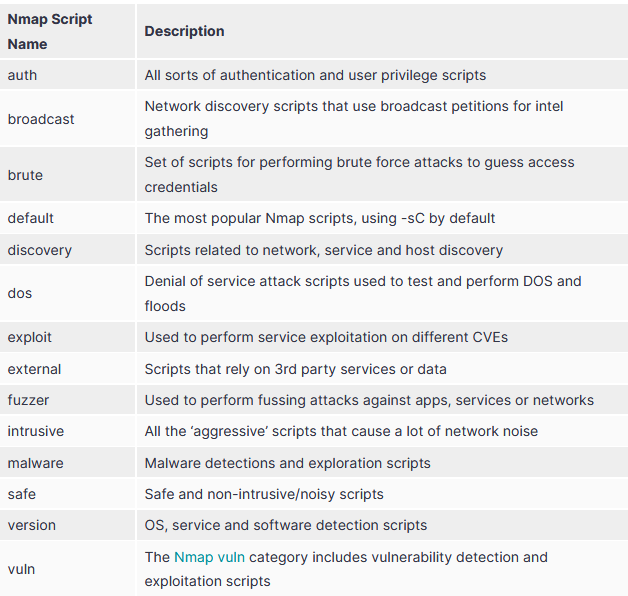 Nmap Script
Name
Description
auth
All sorts of authentication and user privilege scripts
broadcast
Network discovery scripts that use broadcast petitions for intel
gathering
brute
Set of scripts for performing brute force attacks to guess access
credentials
default
The most popular Nmap scripts, using -sC by default
discovery
Scripts related to network, service and host discovery
dos
Denial of service attack scripts used to test and perform DOS and
floods
exploit
Used to perform service exploitation on different CVEs
external
Scripts that rely on 3rd party services or data
fuzzer
Used to perform fussing attacks against apps, services or networks
intrusive
All the ‘aggressive’ scripts that cause a lot of network noise
malware
Malware detections and exploration scripts
safe
Safe and non-intrusive/noisy scripts
version
OS, service and software detection scripts
vuln
The Nmap vuln category includes vulnerability detection and
exploitation scripts